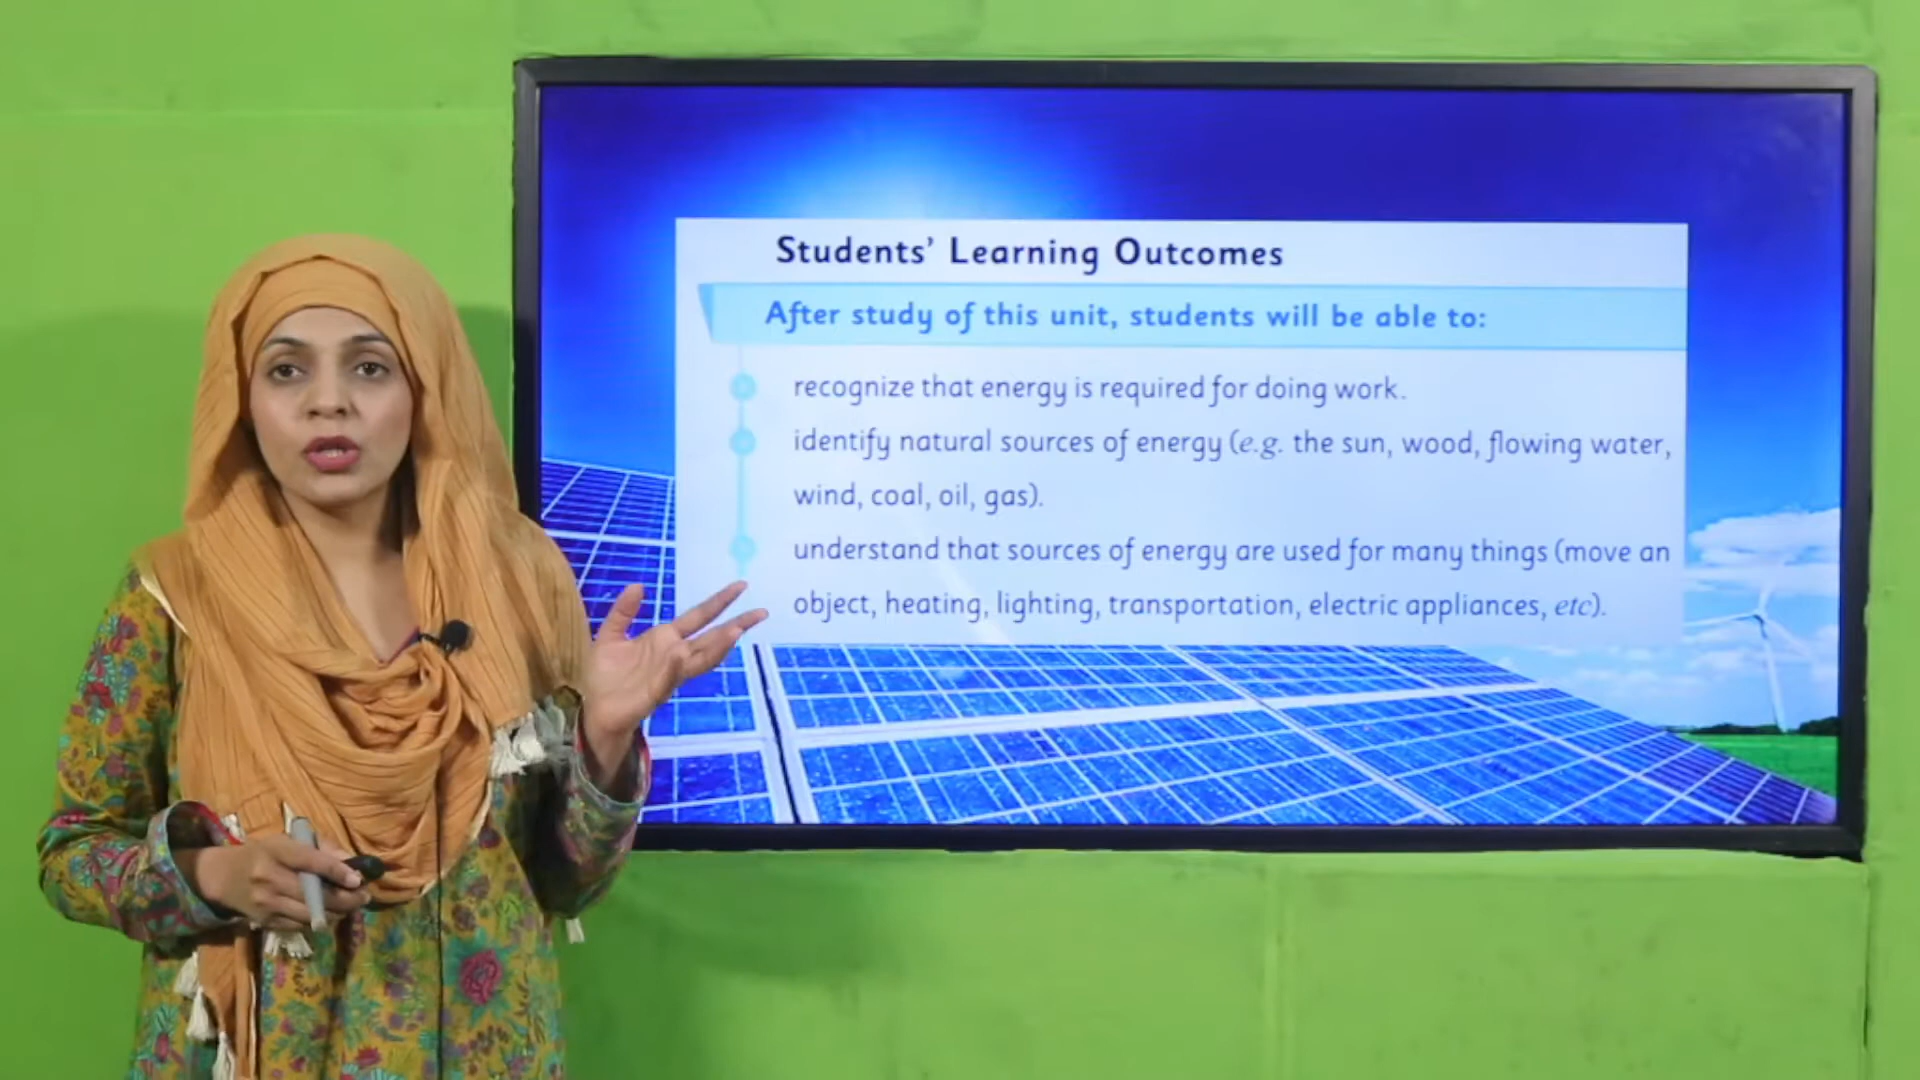 Students’ Learning Outcomes
After study of this unit, students will be able to:
recognize that energy is required for doing work.
identify natural sources of energy (e.g. the sun, wood, flowing water,
wind, coal, oil, gas).
understand that sources of energy are used for many things (move an
object, heating, lighting, transportation, electric appliances, etc).